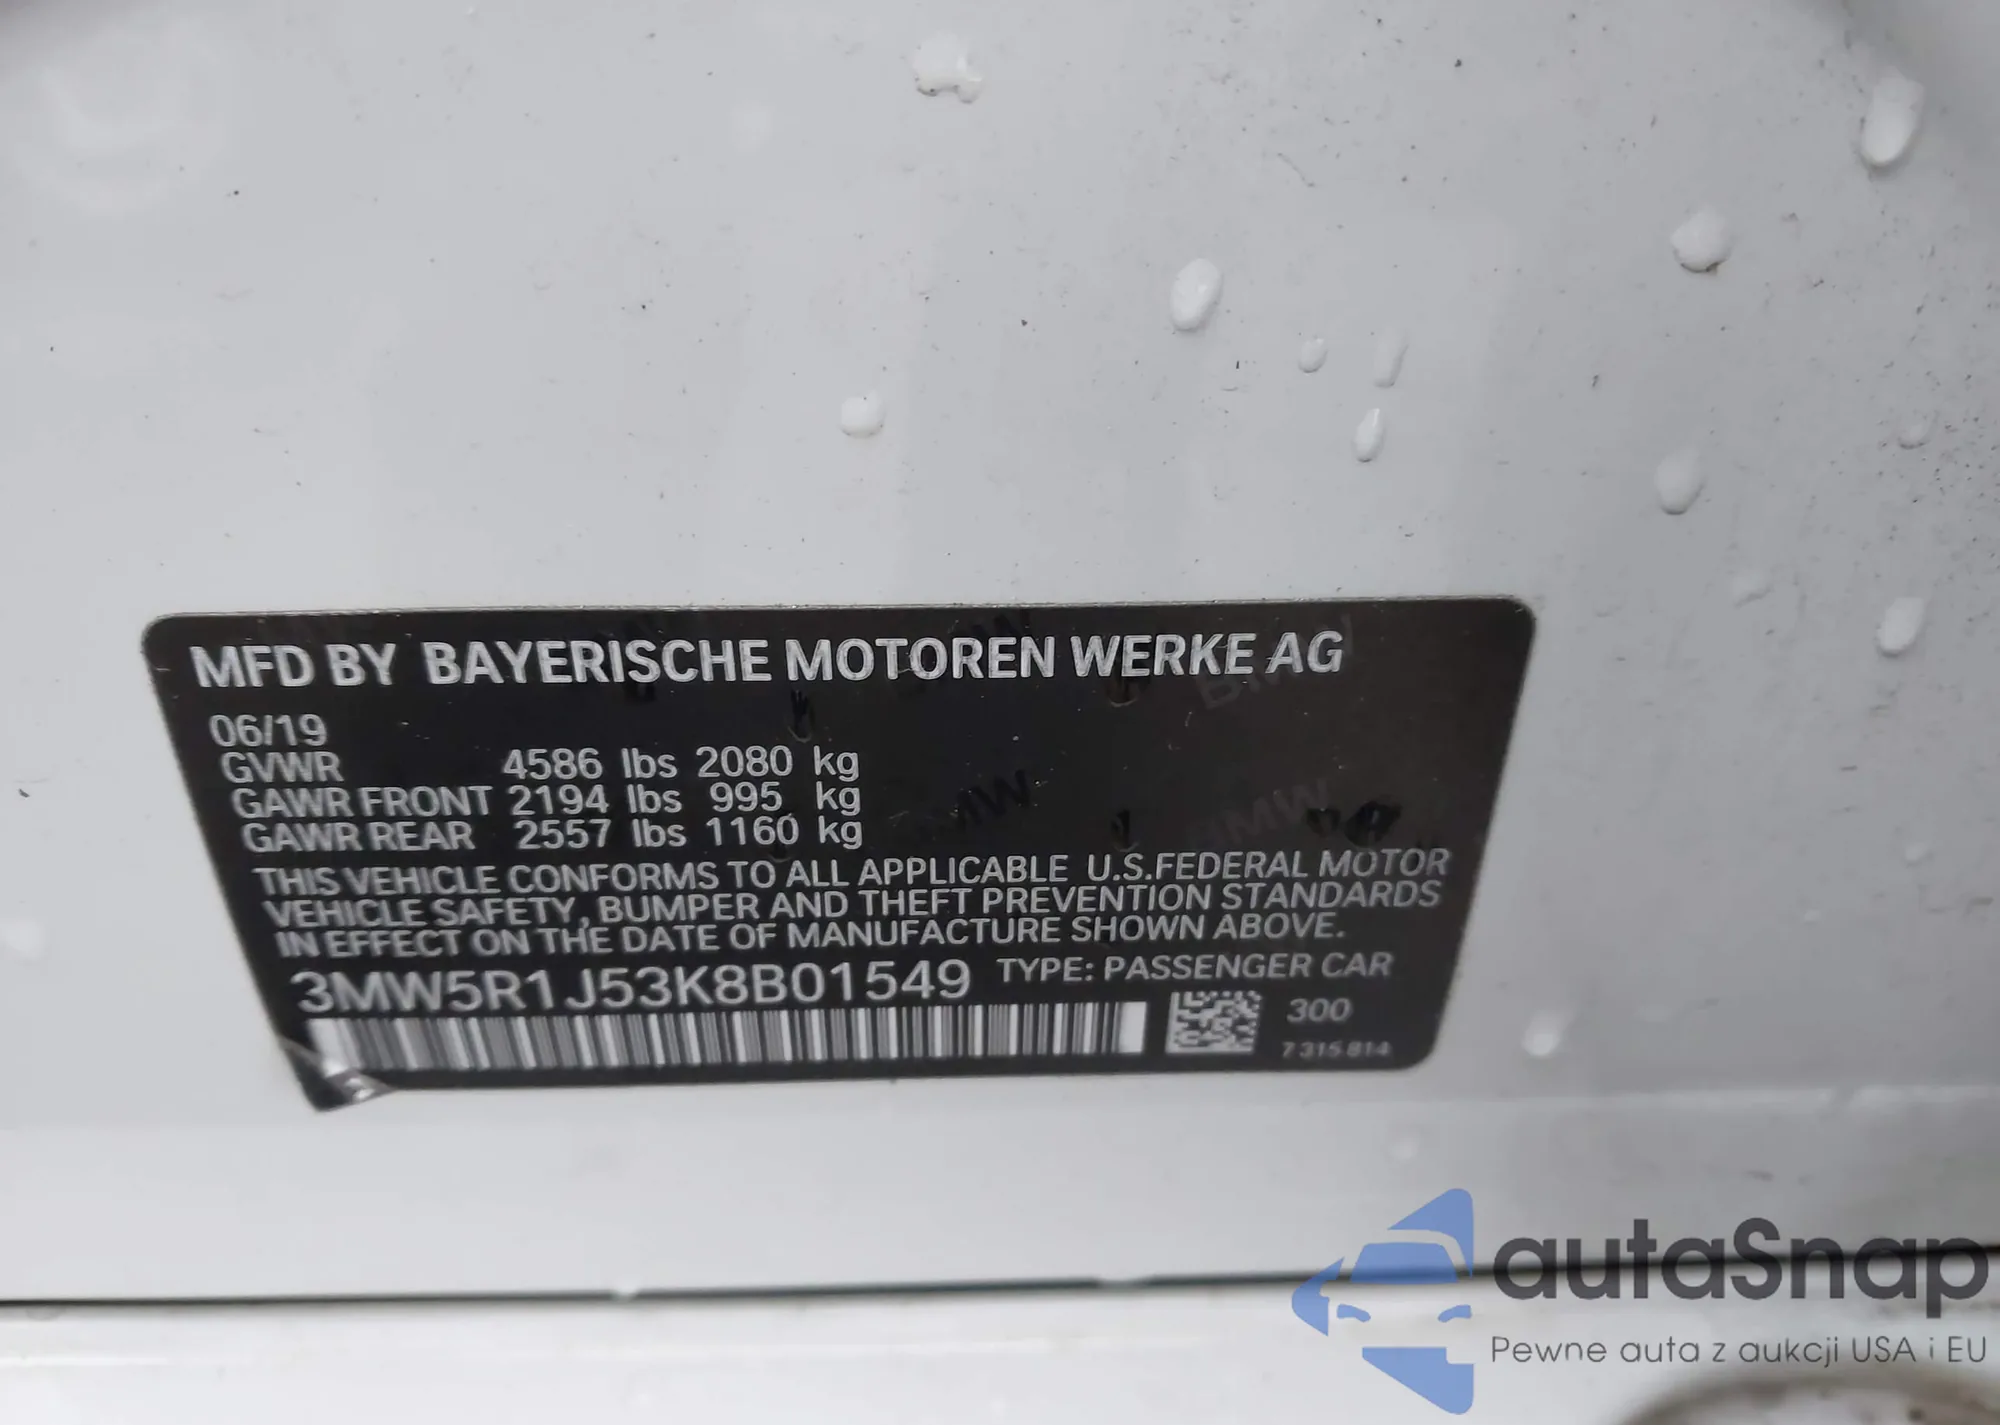 MFD BY BAYERISCHE MOTOREN WERKE AG
06/19
GVWR 4586 lbs 2080 kg
GAWR FRONT 2194 lbs 995 kg
GAWR REAR 2557 lbs 1160 kg
THIS VEHICLE CONFORMS TO ALL APPLICABLE U.S.FEDERAL MOTOR
VEHICLE SAFETY, BUMPER AND THEFT PREVENTION STANDARDS
IN EFFECT ON THE DATE OF MANUFACTURE SHOWN ABOVE.
3MW5R1J53K8B01549 TYPE: PASSENGER CAR
300
7 315 814
autaSnap
Pewne auta z aukcji USA i EU